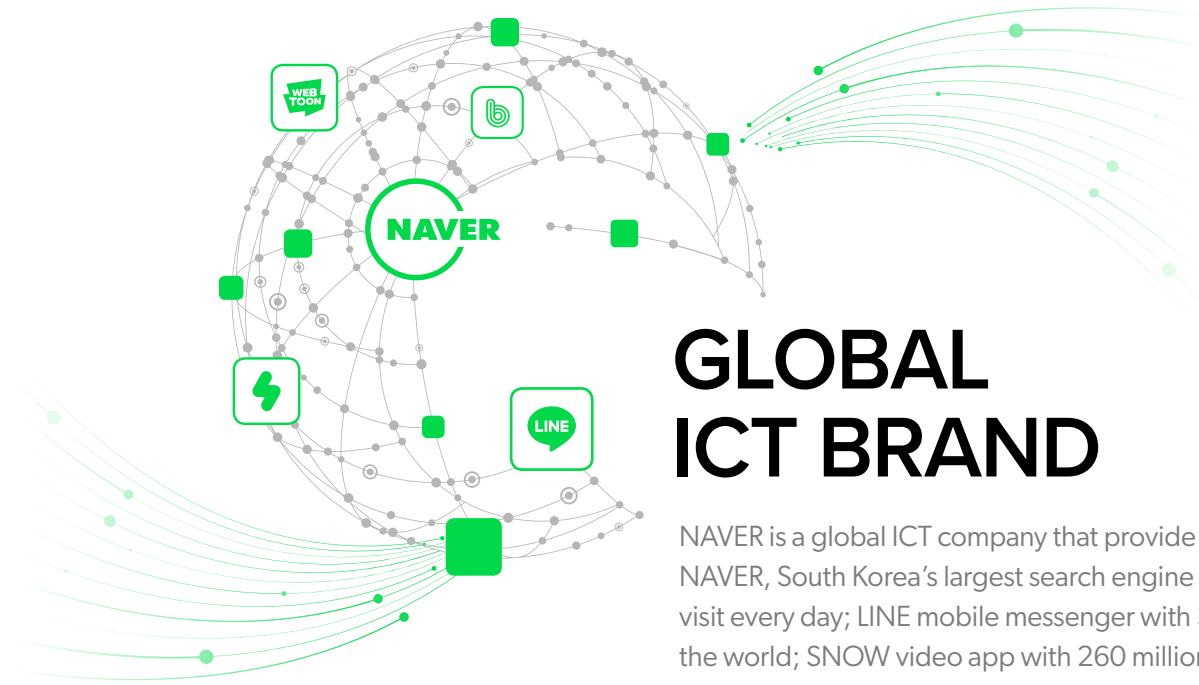 WEB
TOON
b
NAVER
LINE
GLOBAL
ICT BRAND
NAVER is a global ICT company that provide
NAVER, South Korea’s largest search engine
visit every day; LINE mobile messenger with
the world; SNOW video app with 260 million